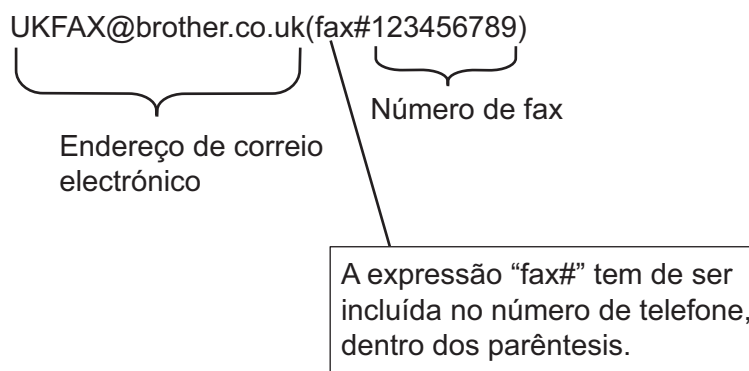 UKFAX@brother.co.uk(fax#123456789)
Número de fax
Endereço de correio
electrónico
A expressão “fax#” tem de ser
incluída no número de telefone,
dentro dos parêntesis.